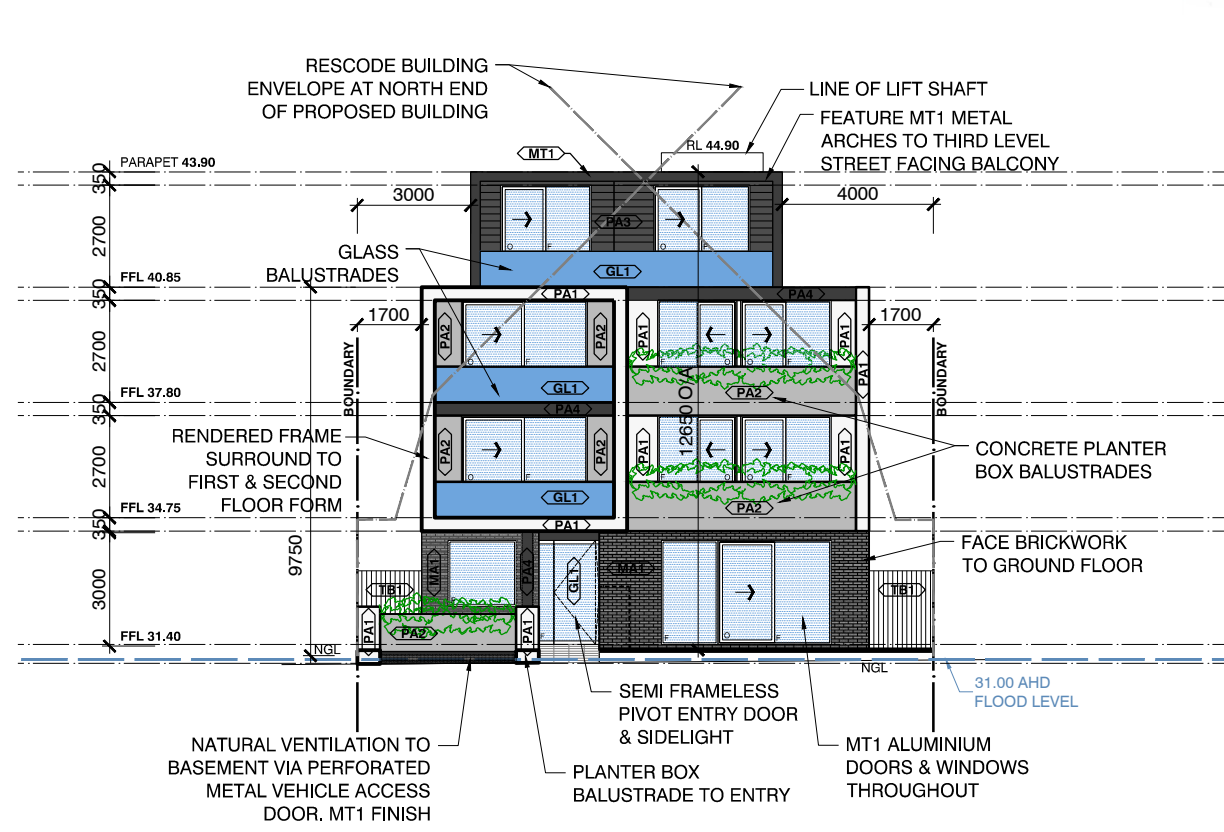 RESCODE BUILDING
ENVELOPE AT NORTH END
OF PROPOSED BUILDING
LINE OF LIFT SHAFT
FEATURE MT1 METAL
ARCHES TO THIRD LEVEL
STREET FACING BALCONY
RL 44.90
MT1
PARAPET 43.90
350
3000
4000
2700
PA3
O
F
O
F
GLASS
BALUSTRADES
GL1
FFL 40.85
350
PA1
PA4
1700
1700
2700
PA2
PA2
PA1
PA1
PA1
F
F
O
O
F
BOUNDARY
BOUNDARY
GL1
PA2
FFL 37.80
350
PA4
12650 O/A
RENDERED FRAME
SURROUND TO
FIRST & SECOND
FLOOR FORM
2700
PA2
PA2
PA1
PA1
O
F
F
O
O
F
CONCRETE PLANTER
BOX BALUSTRADES
GL1
PA2
FFL 34.75
350
PA1
9750
FACE BRICKWORK
TO GROUND FLOOR
3000
MA1
PA4
GL1
MA1
TB1
TB1
F
F
F
O
F
PA1
PA2
PA1
FFL 31.40
NGL
NGL
31.00 AHD
FLOOD LEVEL
SEMI FRAMELESS
PIVOT ENTRY DOOR
& SIDELIGHT
NATURAL VENTILATION TO
BASEMENT VIA PERFORATED
METAL VEHICLE ACCESS
DOOR, MT1 FINISH
PLANTER BOX
BALUSTRADE TO ENTRY
MT1 ALUMINIUM
DOORS & WINDOWS
THROUGHOUT